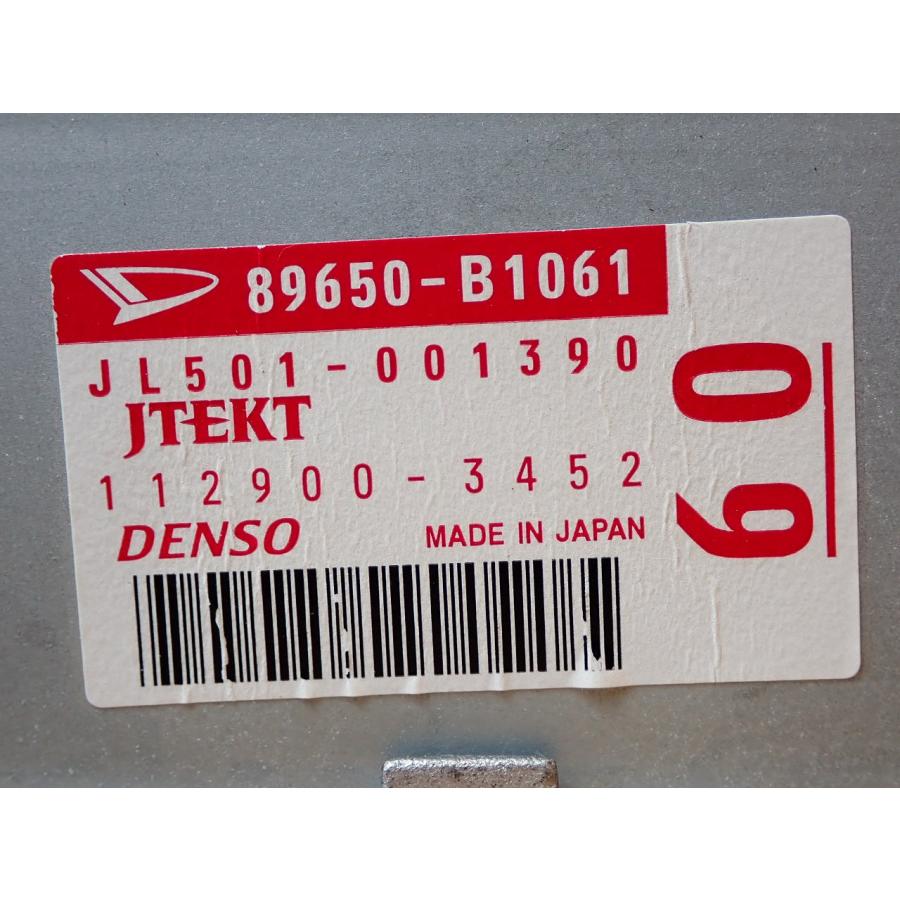 89650-B1061
JL501-001390
JTEKT
112900-3452
DENSO MADE IN JAPAN
60